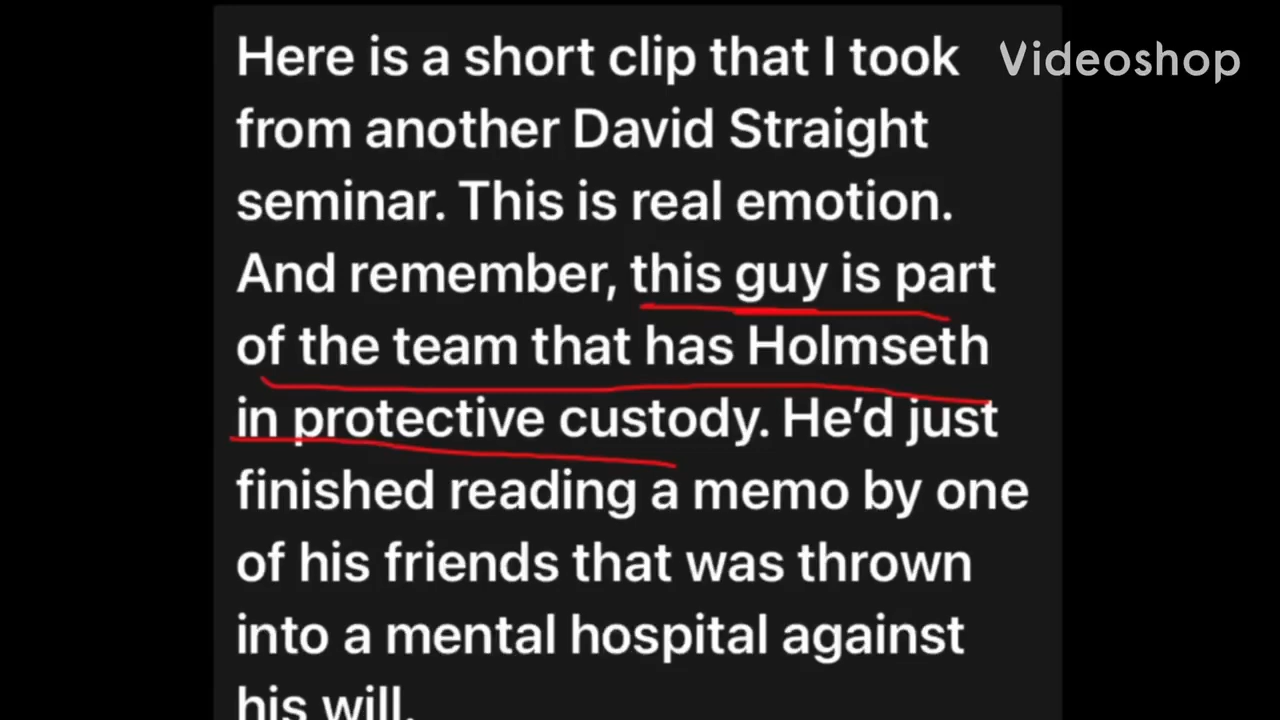 Here is a short clip that I took
Videoshop
from another David Straight
seminar. This is real emotion.
And remember, this guy is part
of the team that has Holmseth
in protective custody. He’d just
finished reading a memo by one
of his friends that was thrown
into a mental hospital against
his will.